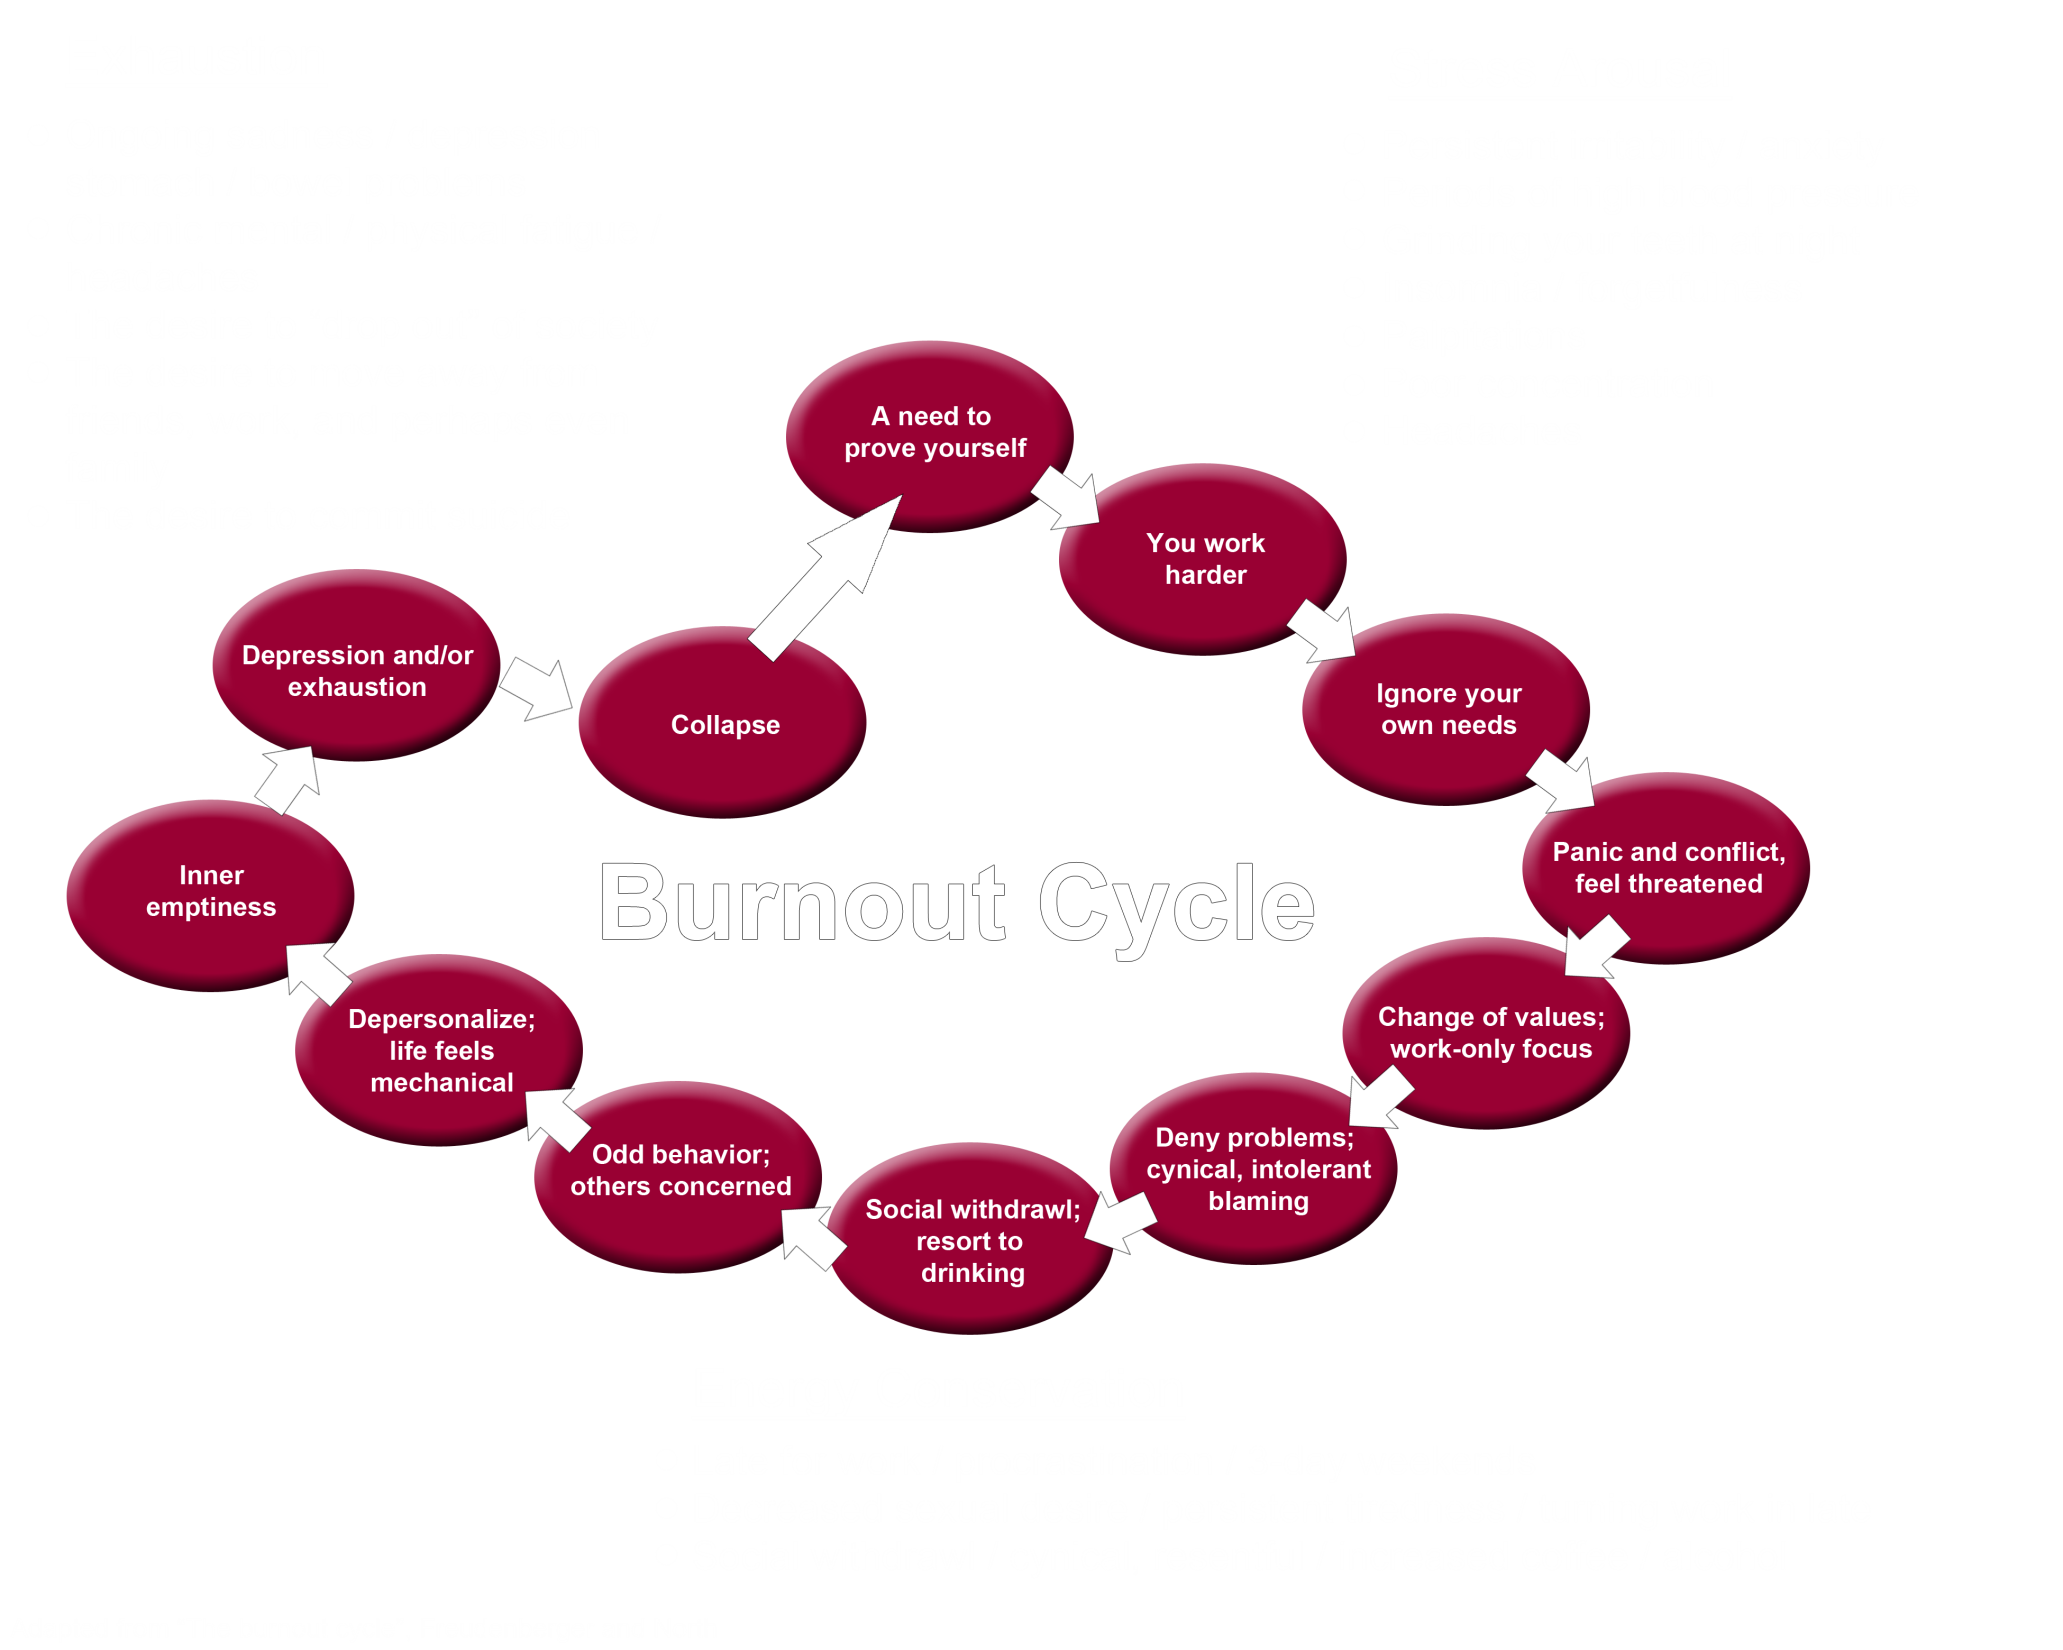 A need to
prove yourself
You work
harder
Ignore your
own needs
Panic and conflict,
feel threatened
Change of values;
work-only focus
Deny problems;
cynical, intolerant
blaming
Social withdrawl;
resort to
drinking
Odd behavior;
others concerned
Depersonalize;
life feels
mechanical
Inner
emptiness
Depression and/or
exhaustion
Collapse
Burnout Cycle